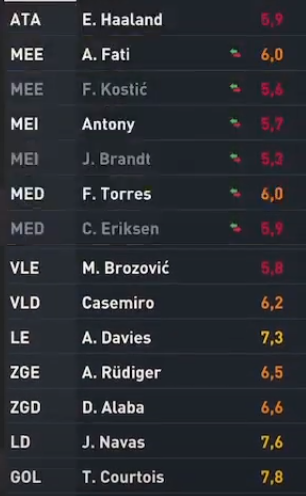 ATA E. Haaland 5,9
MEE A. Fati 6,0
MEE F. Kostić 5,6
MEI Antony 5,7
MEI J. Brandt 5,3
MED F. Torres 6,0
MED C. Eriksen 5,9
VLE M. Brozović 5,8
VLD Casemiro 6,2
LE A. Davies 7,3
ZGE A. Rüdiger 6,5
ZGD D. Alaba 6,6
LD J. Navas 7,6
GOL T. Courtois 7,8